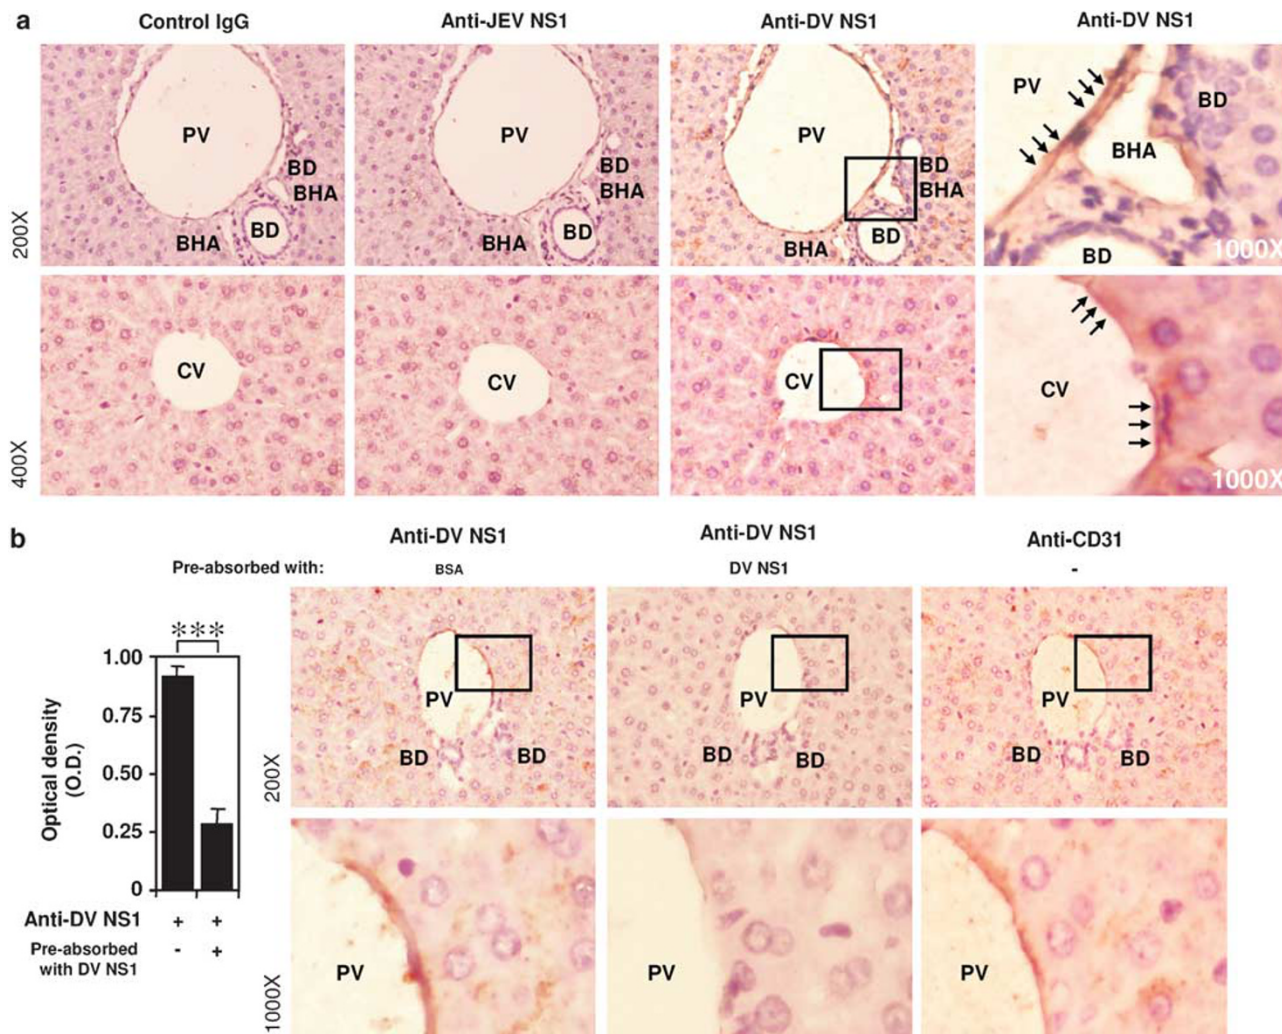 a
Control IgG
Anti-JEV NS1
Anti-DV NS1
Anti-DV NS1
200X
PV
BD
BHA
BHA
BD
PV
BD
BHA
BHA
BD
PV
BD
BHA
BHA
BD
PV
BD
BHA
BD
1000X
400X
CV
CV
CV
CV
1000X
b
Anti-DV NS1
Anti-DV NS1
Anti-CD31
Pre-absorbed with:
BSA
DV NS1
-
***
1.00
0.75
0.50
0.25
0
Optical density
(O.D.)
Anti-DV NS1 + +
Pre-absorbed
with DV NS1 - +
200X
PV
BD
BD
PV
BD
BD
PV
BD
BD
1000X
PV
PV
PV